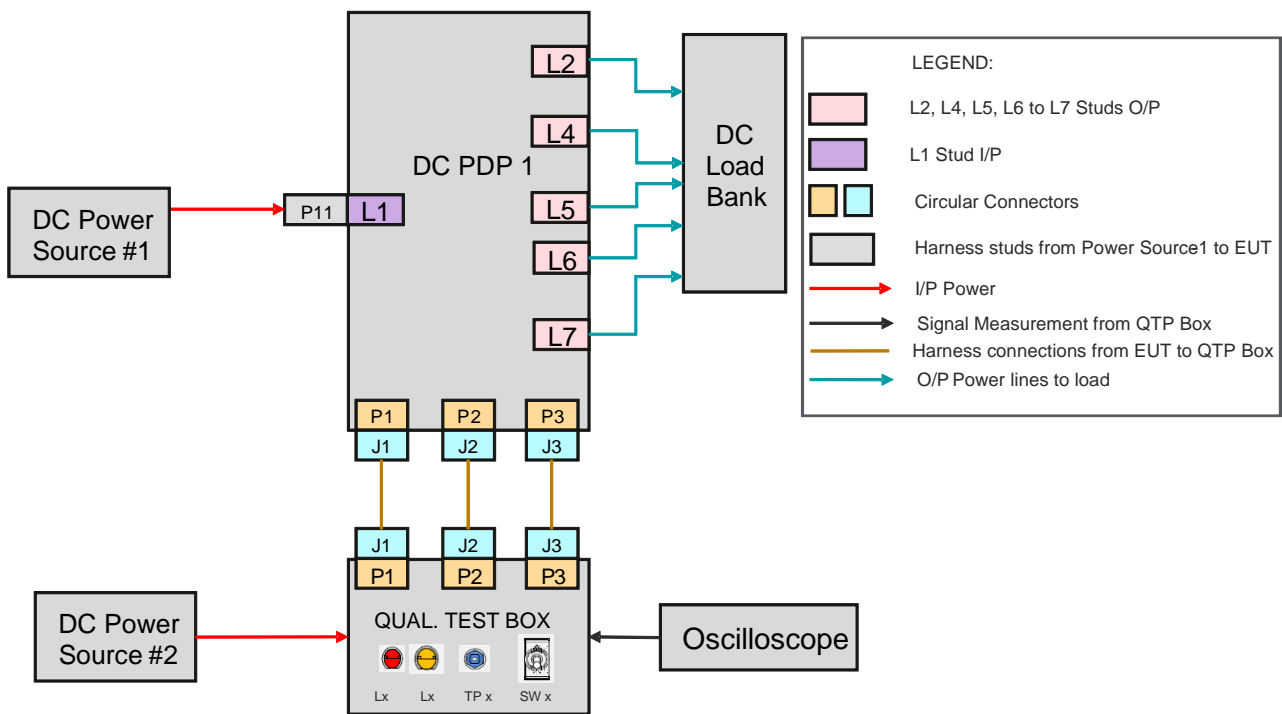 L2
L4
DC PDP 1
L5
L6
L7
P11
L1
DC Power
Source #1
DC
Load
Bank
LEGEND:
L2, L4, L5, L6 to L7 Studs O/P
L1 Stud I/P
Circular Connectors
Harness studs from Power Source1 to EUT
I/P Power
Signal Measurement from QTP Box
Harness connections from EUT to QTP Box
O/P Power lines to load
P1 P2 P3
J1 J2 J3
J1 J2 J3
P1 P2 P3
DC Power
Source #2
QUAL. TEST BOX
Lx Lx TP x SW x
Oscilloscope